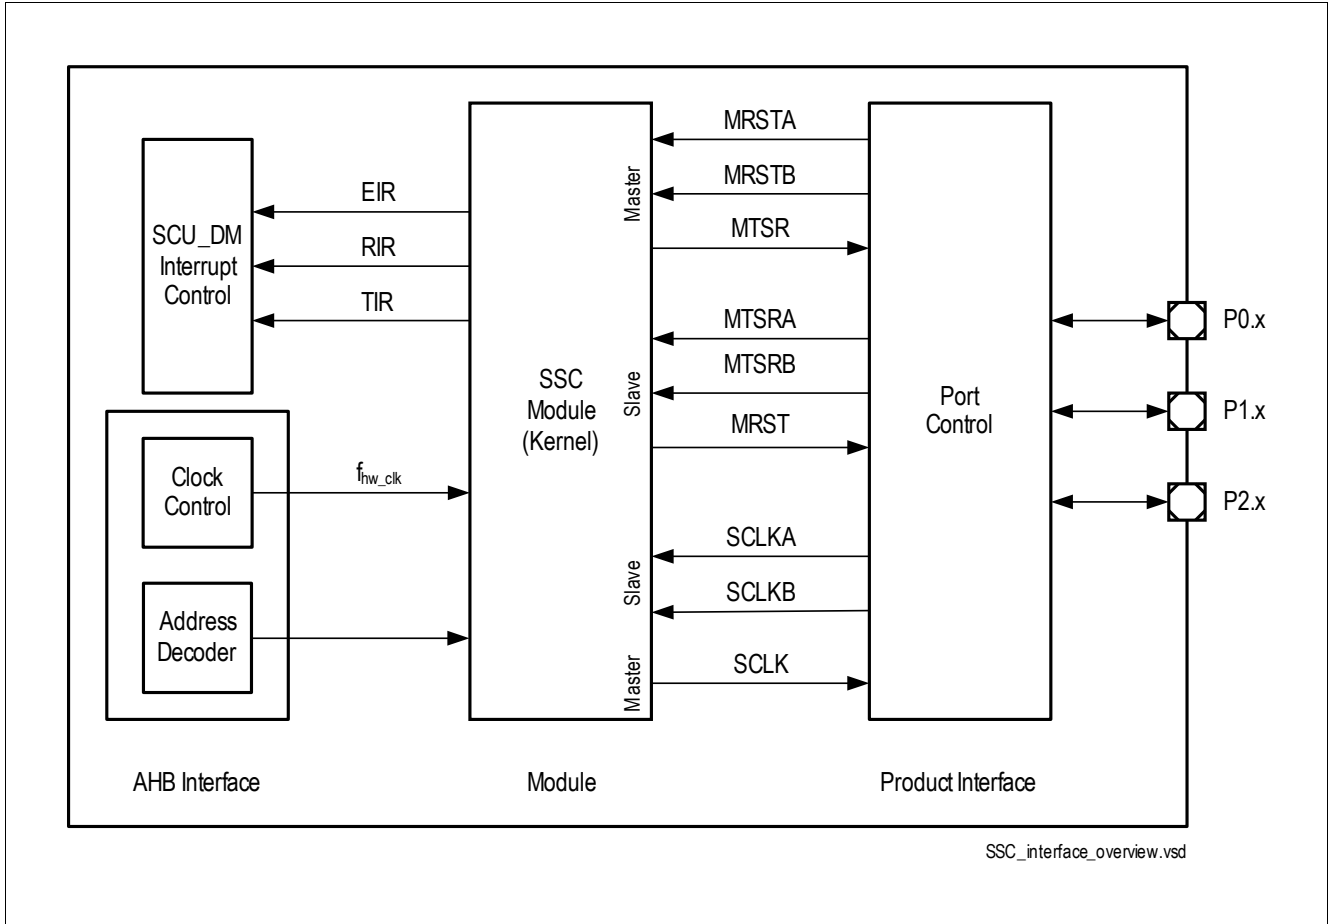 SCU_DM
Interrupt
Control
EIR
RIR
TIR
Clock
Control
f hw_clk
Address
Decoder
AHB Interface
SSC
Module
(Kernel)
Master
Slave
Slave
Master
Module
MRSTA
MRSTB
MTSR
MTSRA
MTSRB
MRST
SCLKA
SCLKB
SCLK
Port
Control
Product Interface
P0.x
P1.x
P2.x
SSC_interface_overview.vsd